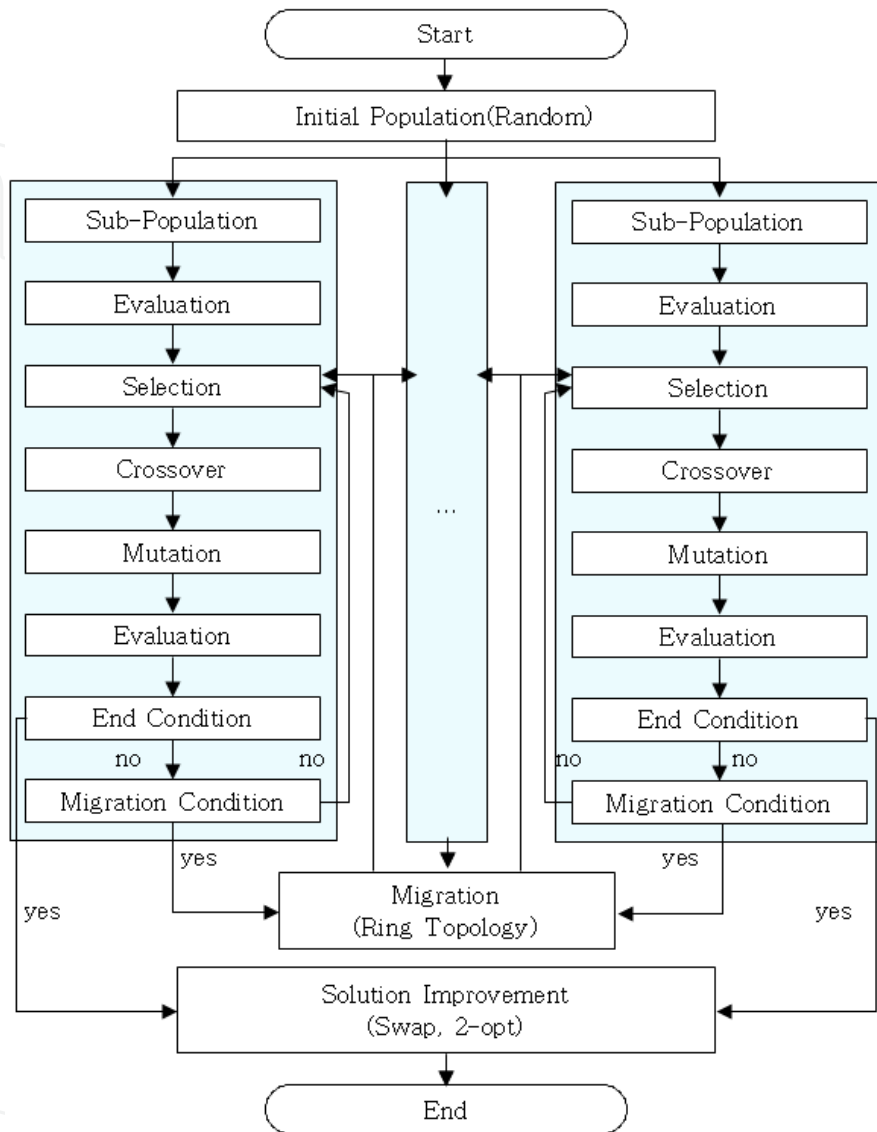 Start
Initial Population(Random)
Sub-Population
Evaluation
Selection
Crossover
Mutation
Evaluation
End Condition
no
no
Migration Condition
yes
yes
...
Sub-Population
Evaluation
Selection
Crossover
Mutation
Evaluation
End Condition
no
no
Migration Condition
yes
yes
Migration
(Ring Topology)
Solution Improvement
(Swap, 2-opt)
End